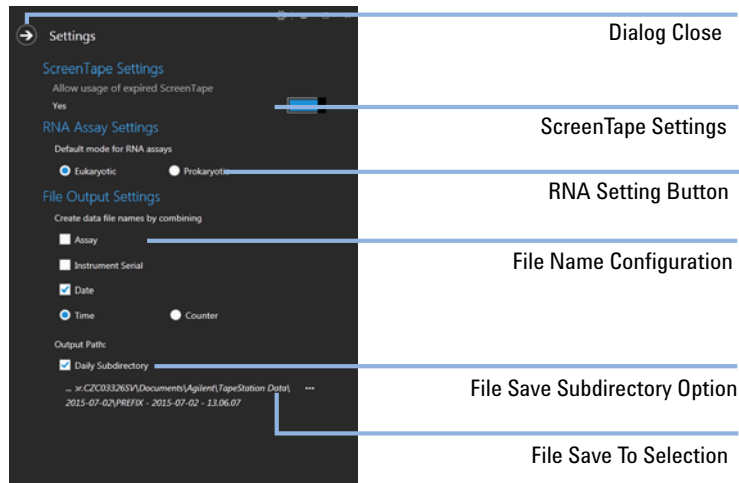 Settings
Dialog Close
ScreenTape Settings
Allow usage of expired ScreenTape
Yes
ScreenTape Settings
RNA Assay Settings
Default mode for RNA assays
Eukaryotic
Prokaryotic
RNA Setting Button
File Output Settings
Create data file names by combining
Assay
File Name Configuration
Instrument Serial
Date
Time
Counter
Output Path:
Daily Subdirectory
File Save Subdirectory Option
... or.CZC03326SV\Documents\Agilent\TapeStation Data\ ...
2015-07-02\PREFIX - 2015-07-02 - 13.06.07
File Save To Selection